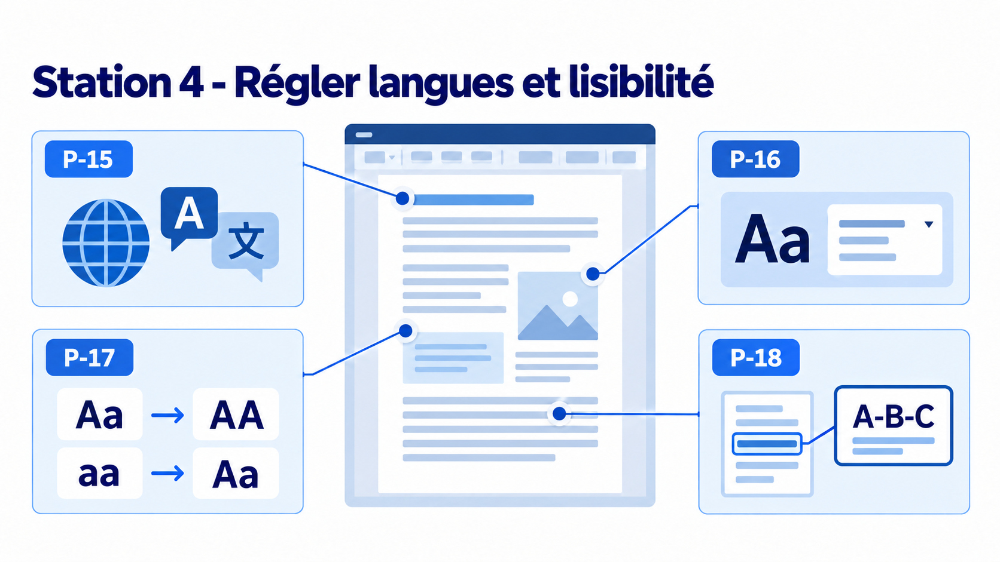 Station 4 - Régler langues et lisibilité
P-15
A
文
P-16
Aa
P-17
Aa → AA
aa → Aa
P-18
A-B-C